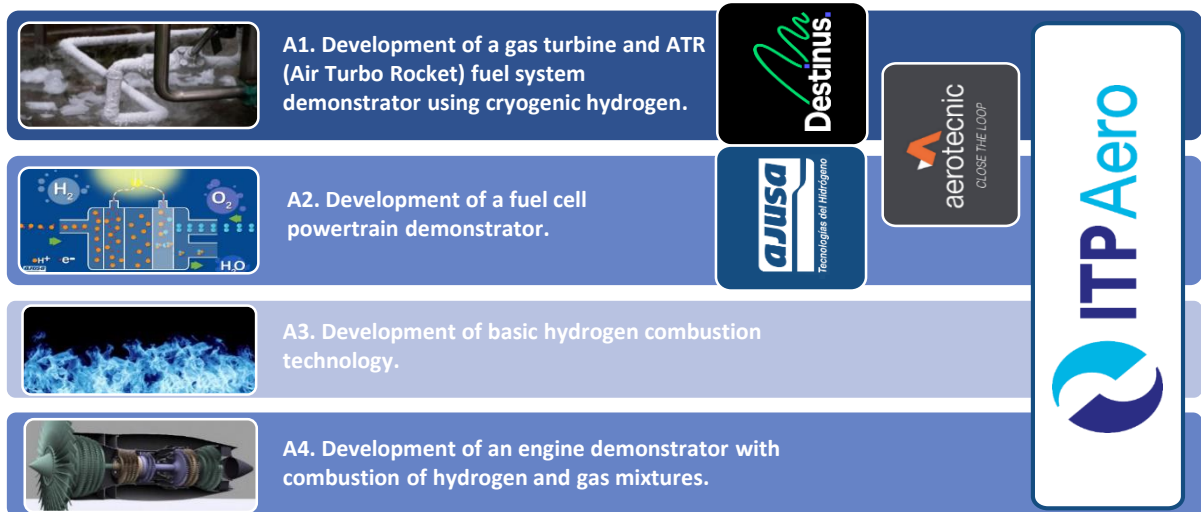 A1. Development of a gas turbine and ATR
(Air Turbo Rocket) fuel system
demonstrator using cryogenic hydrogen.
Destinus.
aerotecnic
CLOSE THE LOOP
ITP Aero
H₂
O₂
H⁺
e⁻
H₂O
A2. Development of a fuel cell
powertrain demonstrator.
AJUSA
Tecnologías del Hidrógeno
A3. Development of basic hydrogen combustion
technology.
A4. Development of an engine demonstrator with
combustion of hydrogen and gas mixtures.